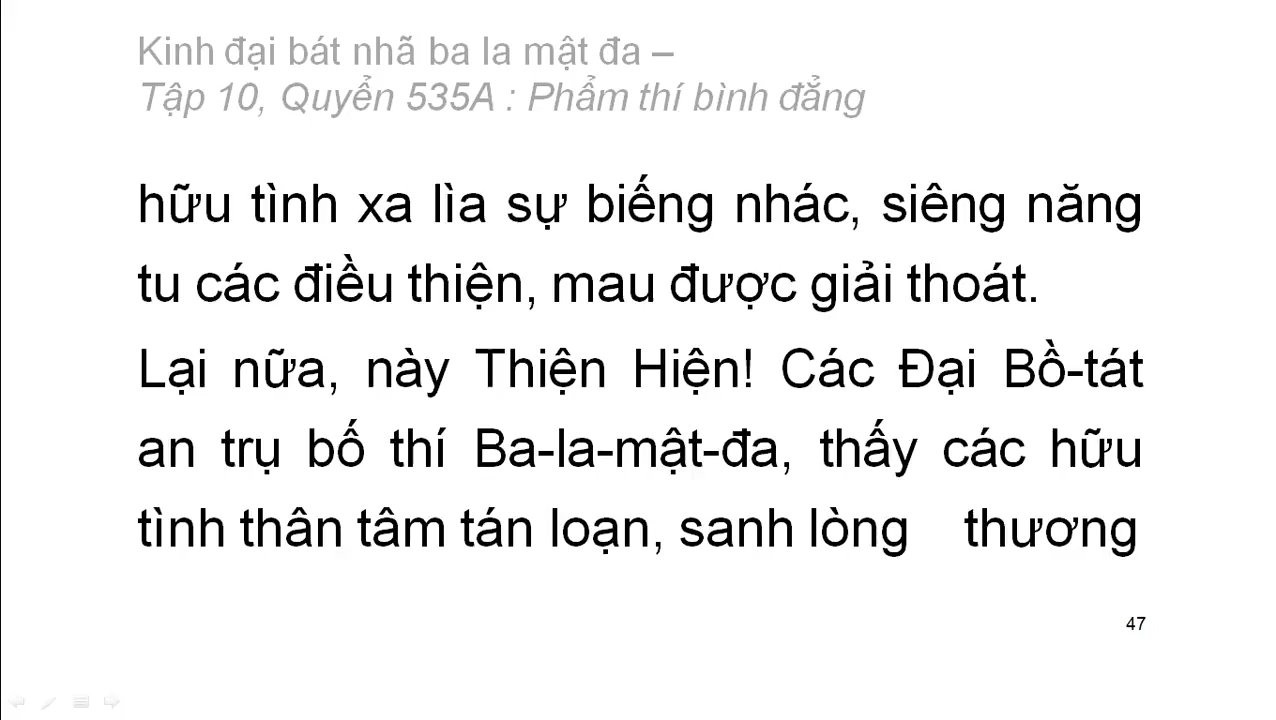 Kinh đại bát nhã ba la mật đa –
Tập 10, Quyển 535A : Phẩm thí bình đẳng
hữu tình xa lìa sự biếng nhác, siêng năng
tu các điều thiện, mau được giải thoát.
Lại nữa, này Thiện Hiện! Các Đại Bồ-tát
an trụ bố thí Ba-la-mật-đa, thấy các hữu
tình thân tâm tán loạn, sanh lòng thương
47